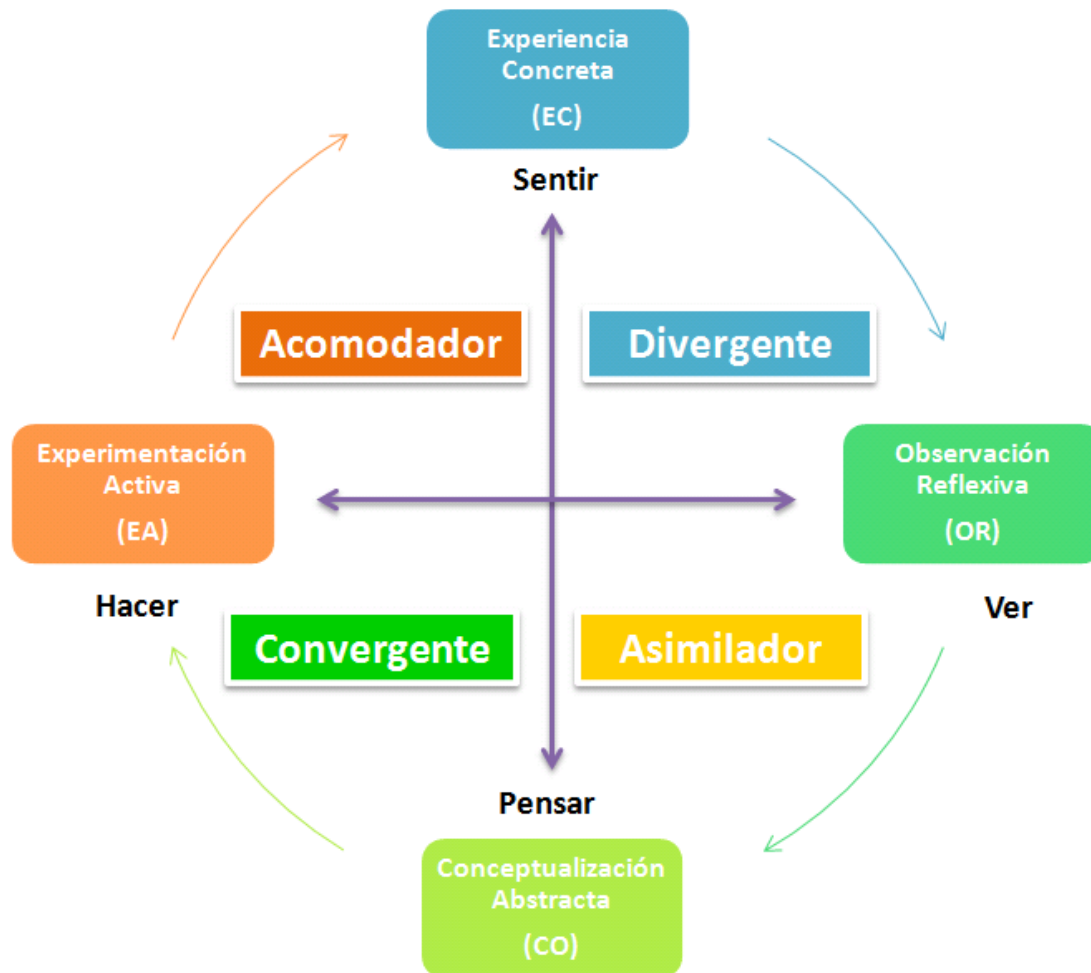 Experiencia
Concreta
(EC)
Sentir
Acomodador
Divergente
Experimentación
Activa
(EA)
Observación
Reflexiva
(OR)
Hacer
Ver
Convergente
Asimilador
Pensar
Conceptualización
Abstracta
(CO)